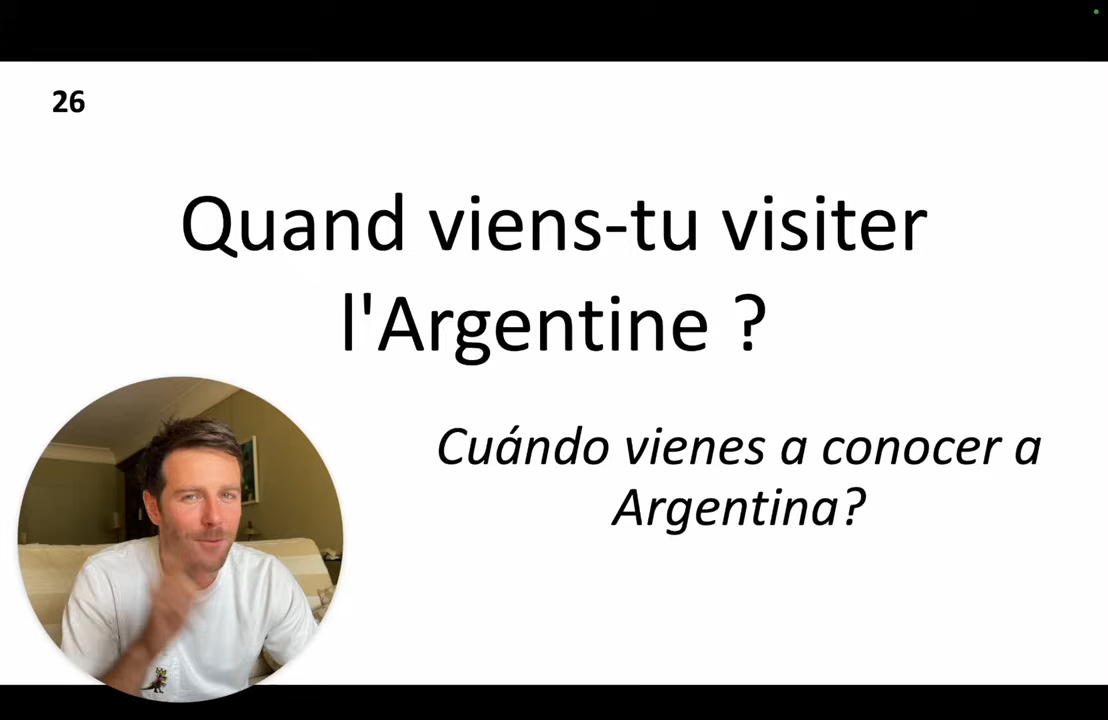 26
Quand viens-tu visiter
l'Argentine ?
Cuándo vienes a conocer a
Argentina?